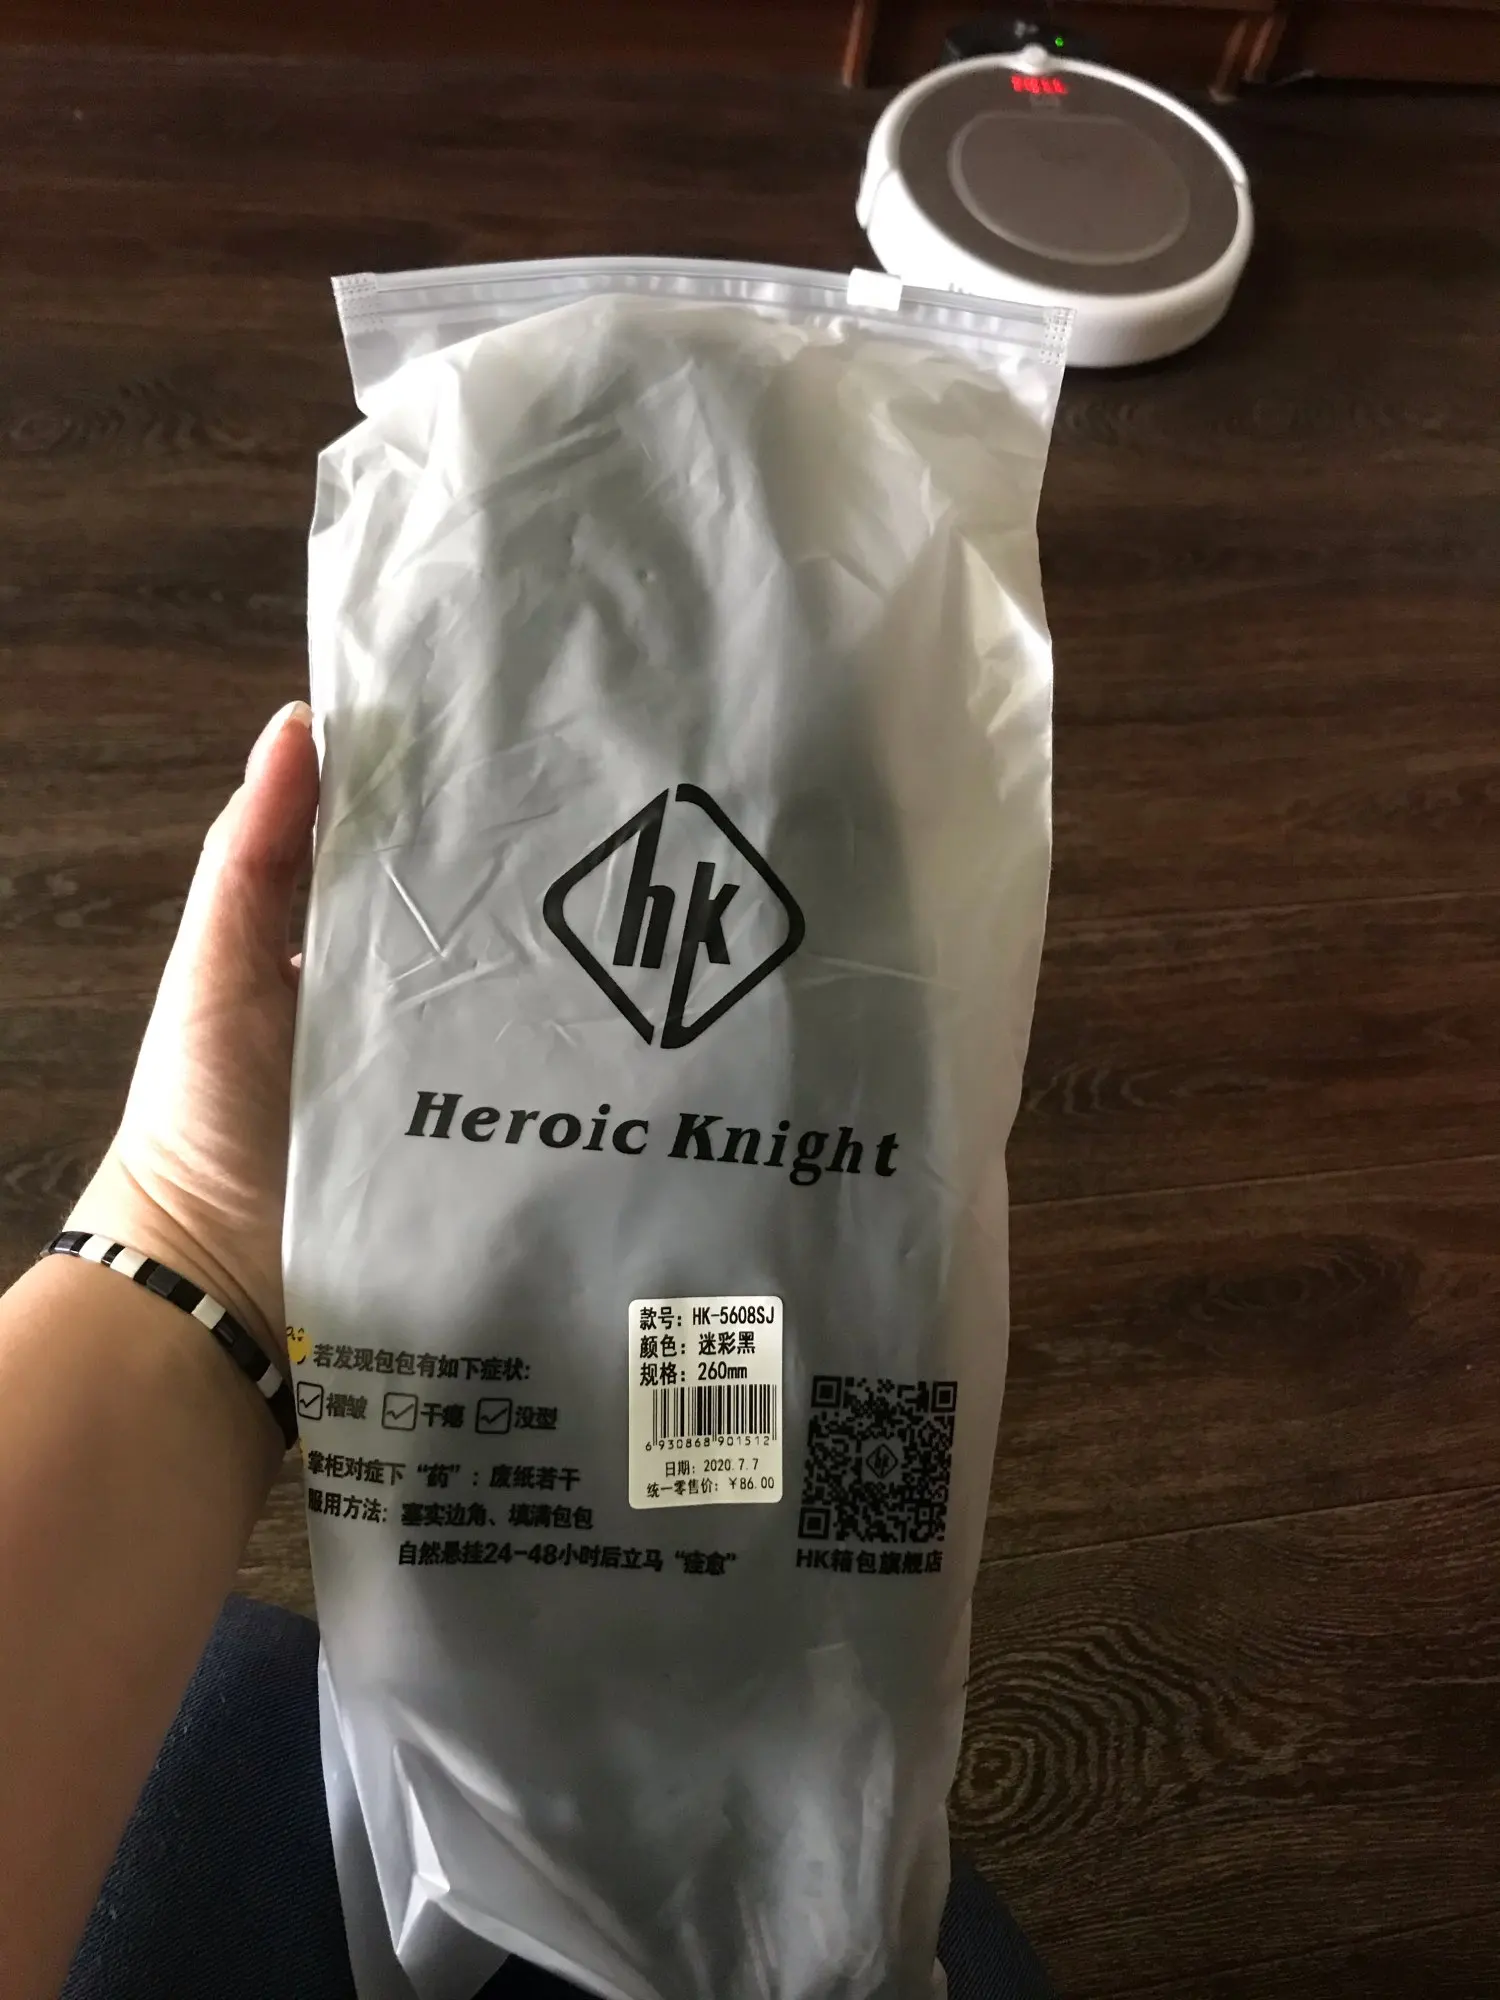 hk
Heroic Knight
款号: HK-5608SJ
颜色: 迷彩黑
规格: 260mm
6 930868 901512
日期: 2020.7.7
统一零售价: ¥86.00
若发现包包有如下症状:
褶皱 干瘪 没型
掌柜对症下“药”: 废纸若干
服用方法: 塞实边角、填满包包
自然悬挂24-48小时后立马“痊愈”
HK箱包旗舰店